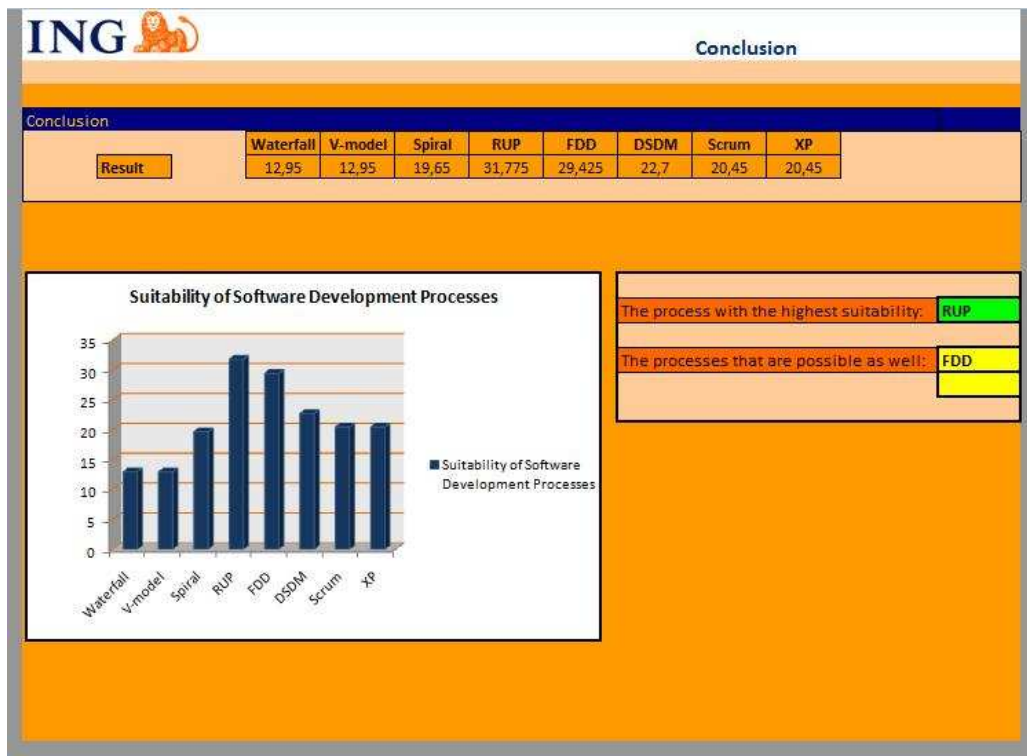 ING
Conclusion
Conclusion
Waterfall V-model Spiral RUP FDD DSDM Scrum XP
Result 12,95 12,95 19,65 31,775 29,425 22,7 20,45 20,45
Suitability of Software Development Processes
35
30
25
20
15
10
5
0
Waterfall V-model Spiral RUP FDD DSDM Scrum XP
Suitability of Software
Development Processes
The process with the highest suitability: RUP
The processes that are possible as well: FDD